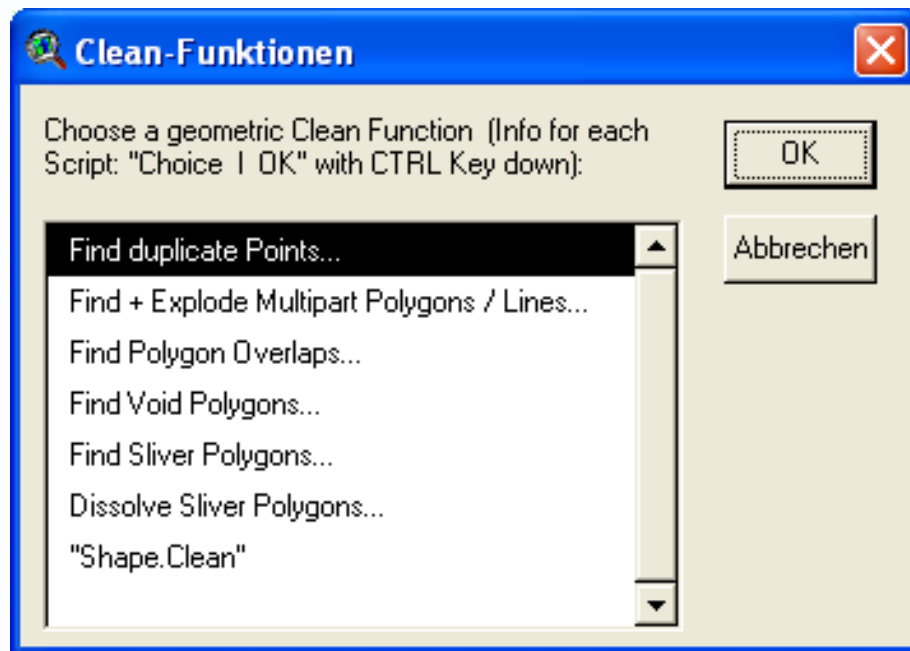 Clean-Funktionen
Choose a geometric Clean Function (Info for each
Script: "Choice | OK" with CTRL Key down):
OK
Abbrechen
Find duplicate Points...
Find + Explode Multipart Polygons / Lines...
Find Polygon Overlaps...
Find Void Polygons...
Find Sliver Polygons...
Dissolve Sliver Polygons...
"Shape.Clean"